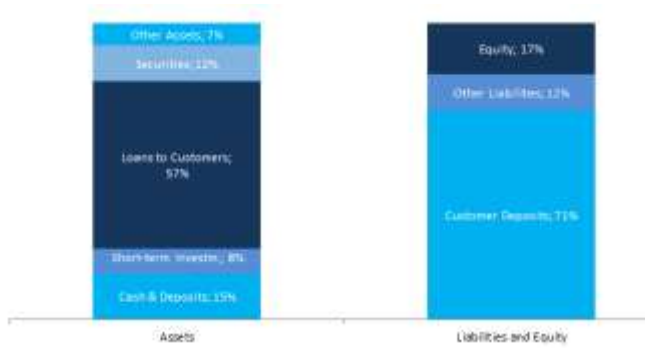 Other Assets; 7%
Securities; 12%
Loans to Customers;
57%
Short-term Investm.; 8%
Cash & Deposits; 15%
Equity; 17%
Other Liabilities; 12%
Customer Deposits; 71%
Assets
Liabilities and Equity